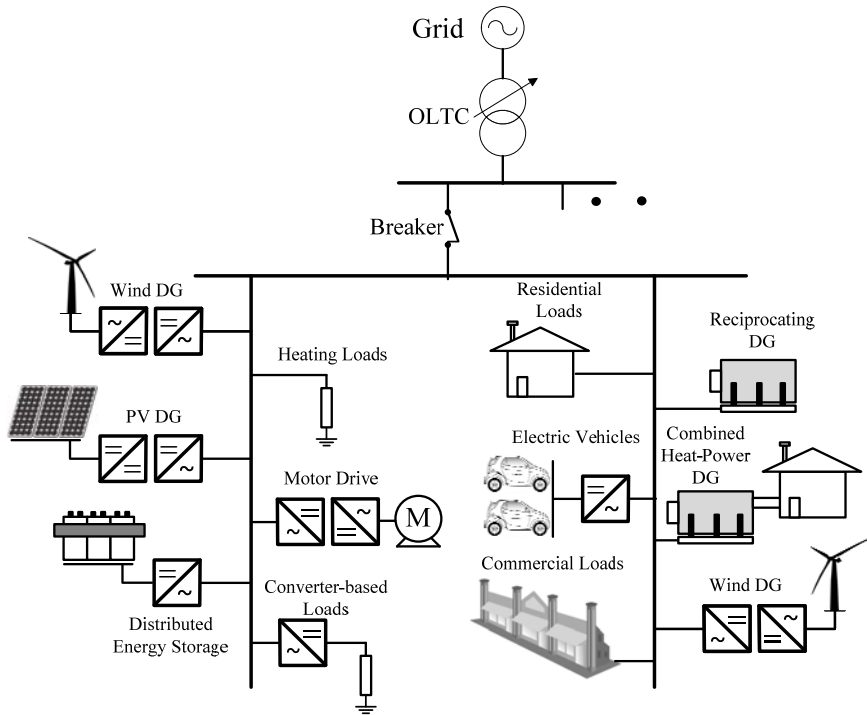 Grid
OLTC
Breaker
Wind DG
Residential
Loads
Reciprocating
DG
Heating Loads
PV DG
Electric Vehicles
Combined
Heat-Power
DG
Motor Drive
M
Commercial Loads
Wind DG
Converter-based
Loads
Distributed
Energy Storage